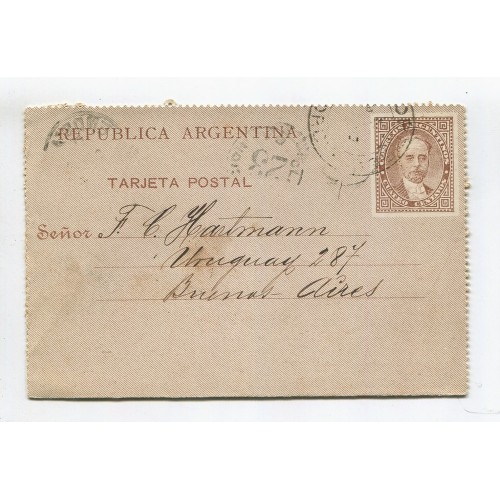 REPUBLICA ARGENTINA
TARJETA POSTAL
Señor F. C. Hartmann
Uruguay 287
Buenos Aires